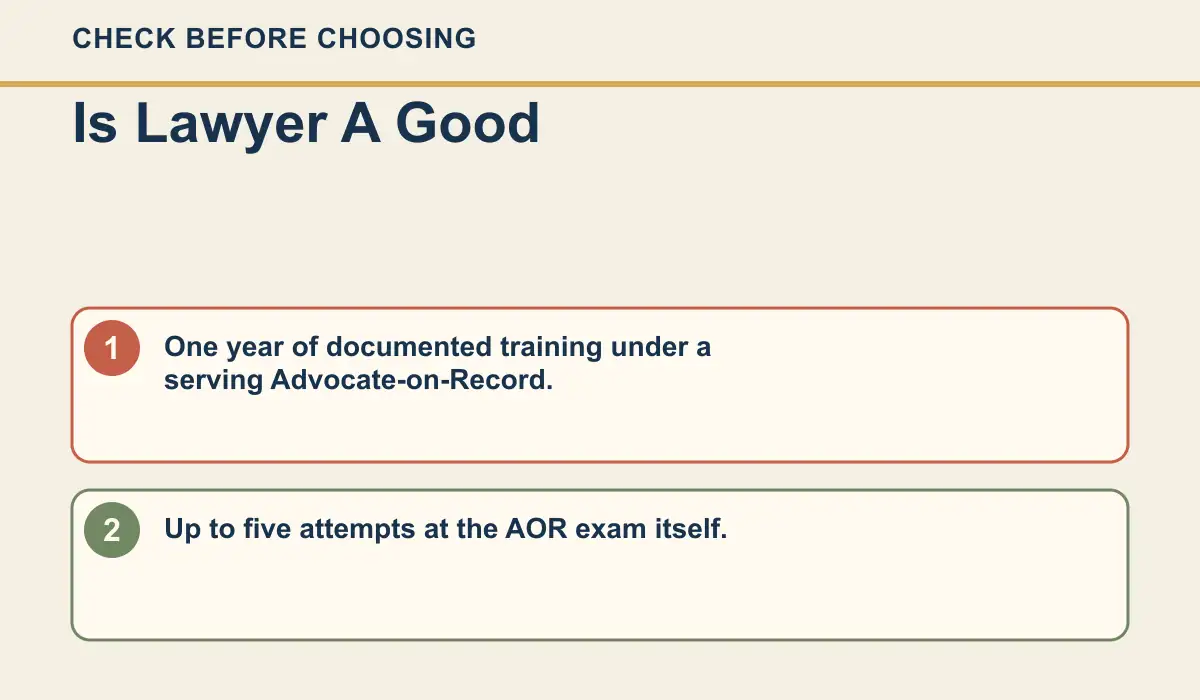 CHECK BEFORE CHOOSING
Is Lawyer A Good
1
One year of documented training under a
serving Advocate-on-Record.
2
Up to five attempts at the AOR exam itself.